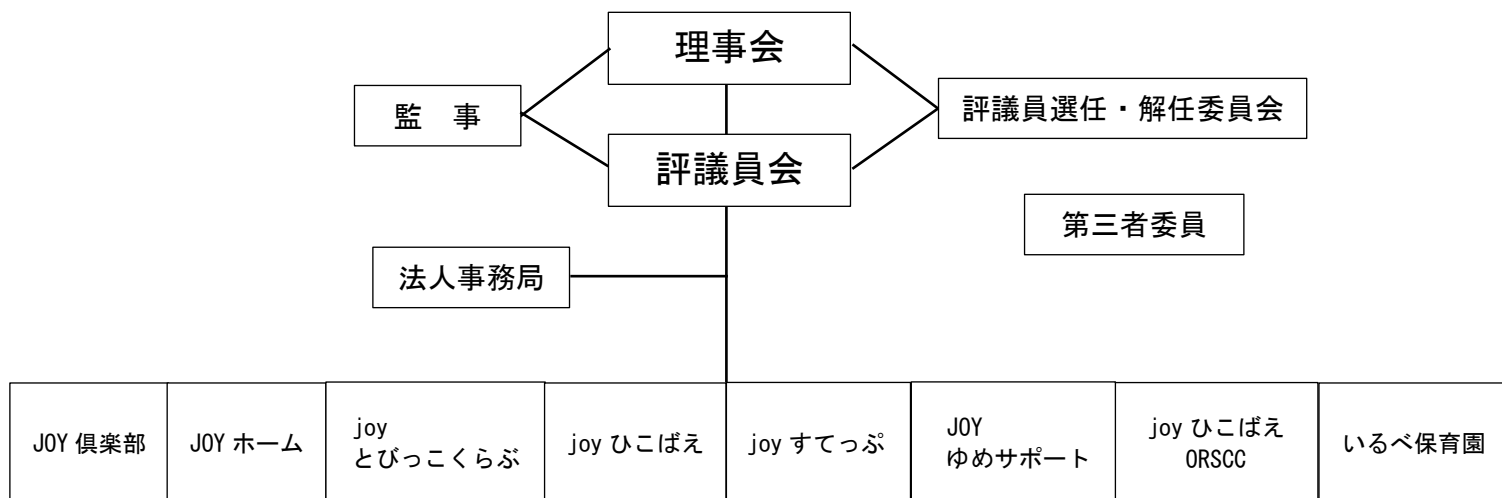 理事会
監　事
評議員選任・解任委員会
評議員会
第三者委員
法人事務局
JOY 倶楽部
JOY ホーム
joy
とびっこくらぶ
joy ひこばえ
joy すてっぷ
JOY
ゆめサポート
joy ひこばえ
ORSCC
いるべ保育園